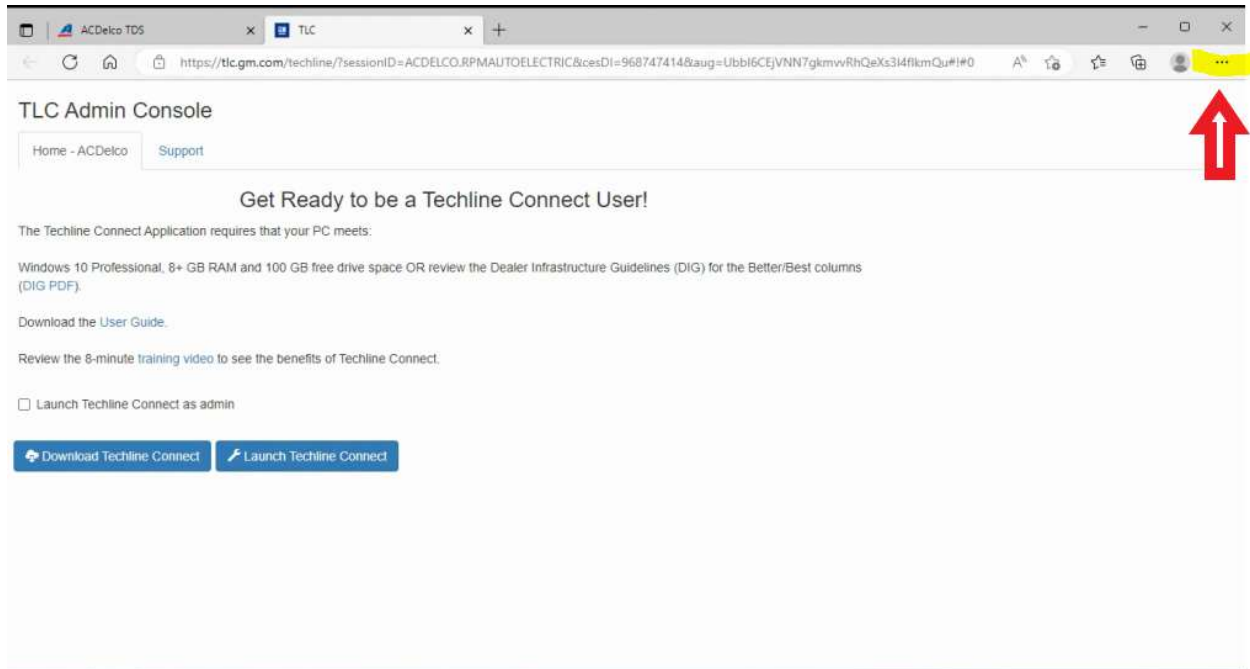 ACDelco TDS
TLC
https://tlc.gm.com/techline/?sessionID=ACDELCO.RPMAUTOELECTRIC&cesDI=968747414&aug=UbbI6CEjVNN7gkmvvRhQeXs3I4flkmQu#!#0
TLC Admin Console
Home - ACDelco Support
Get Ready to be a Techline Connect User!
The Techline Connect Application requires that your PC meets:
Windows 10 Professional, 8+ GB RAM and 100 GB free drive space OR review the Dealer Infrastructure Guidelines (DIG) for the Better/Best columns
(DIG PDF).
Download the User Guide.
Review the 8-minute training video to see the benefits of Techline Connect.
Launch Techline Connect as admin
Download Techline Connect Launch Techline Connect